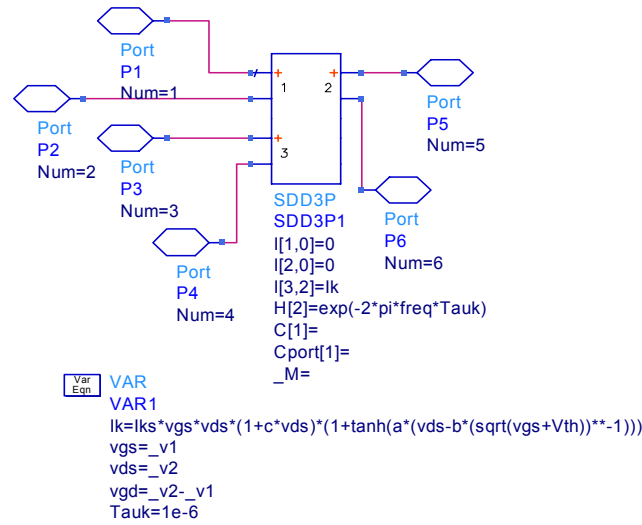 Port
P1
Num=1
Port
P2
Num=2
Port
P3
Num=3
Port
P4
Num=4
+
1
+
3
+
2
Port
P5
Num=5
Port
P6
Num=6
SDD3P
SDD3P1
I[1,0]=0
I[2,0]=0
I[3,2]=Ik
H[2]=exp(-2*pi*freq*Tauk)
C[1]=
Cport[1]=
_M=
Var
Eqn
VAR
VAR1
Ik=Iks*vgs*vds*(1+c*vds)*(1+tanh(a*(vds-b*(sqrt(vgs+Vth))**-1)))
vgs=_v1
vds=_v2
vgd=_v2-_v1
Tauk=1e-6